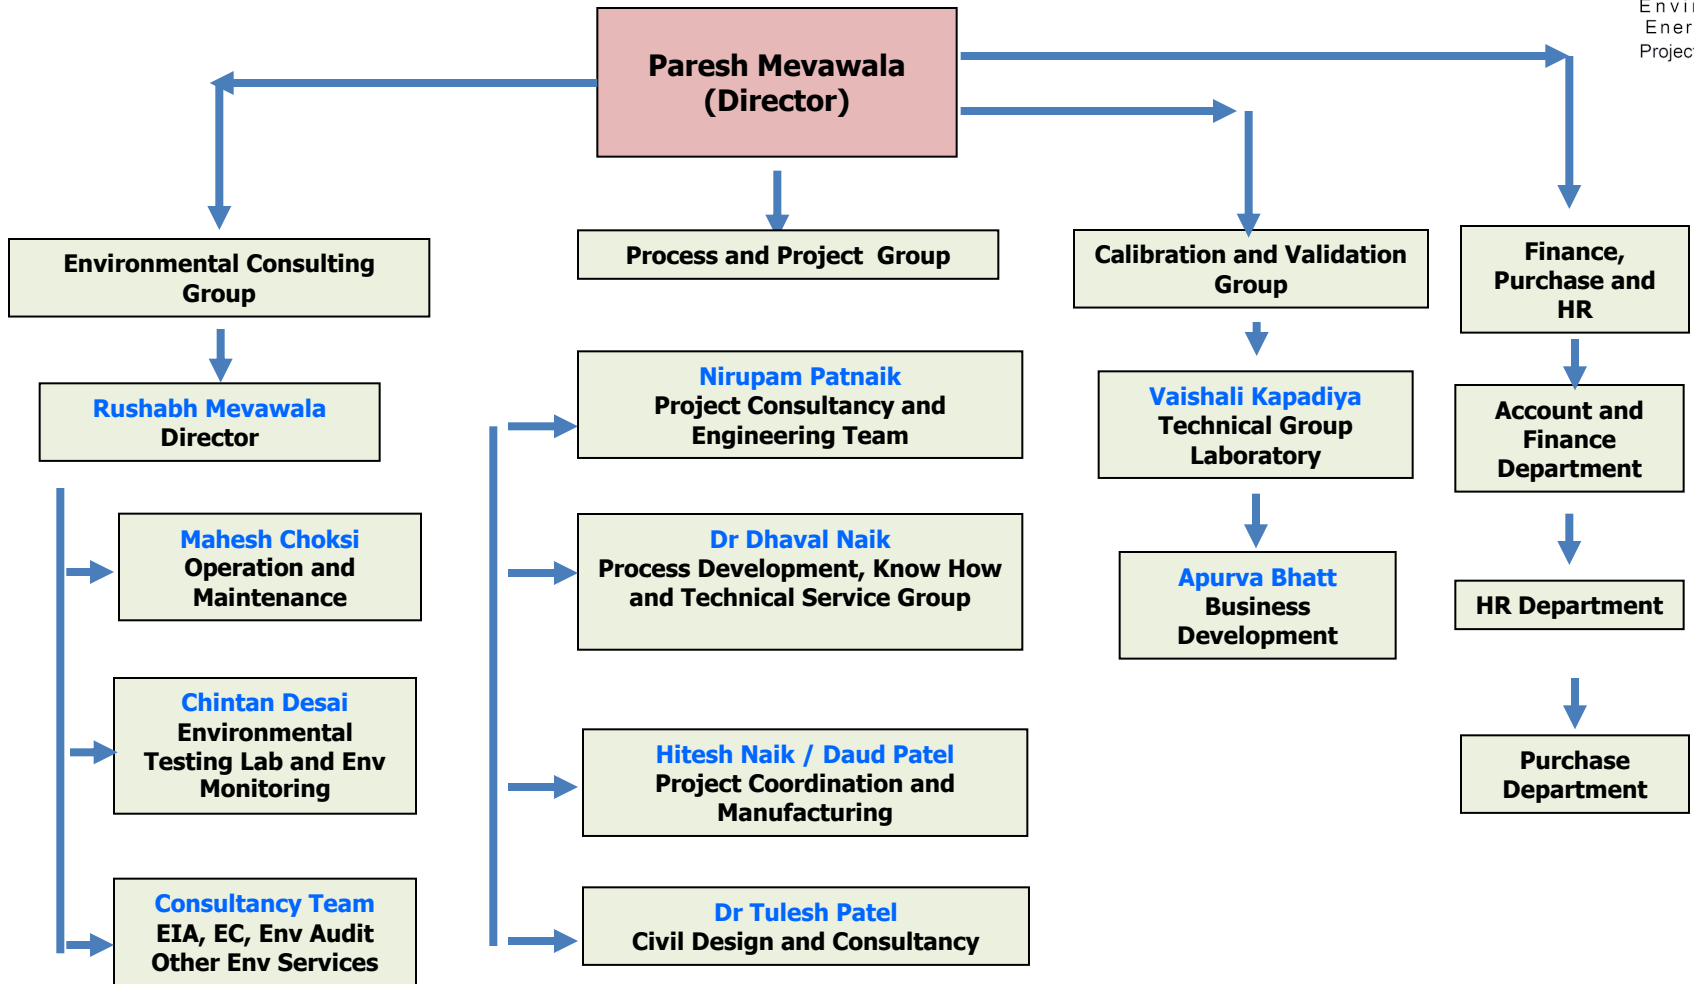 Envi
Ener
Projec
Paresh Mevawala
(Director)
Environmental Consulting
Group
Rushabh Mevawala
Director
Mahesh Choksi
Operation and
Maintenance
Chintan Desai
Environmental
Testing Lab and Env
Monitoring
Consultancy Team
EIA, EC, Env Audit
Other Env Services
Process and Project Group
Nirupam Patnaik
Project Consultancy and
Engineering Team
Dr Dhaval Naik
Process Development, Know How
and Technical Service Group
Hitesh Naik / Daud Patel
Project Coordination and
Manufacturing
Dr Tulesh Patel
Civil Design and Consultancy
Calibration and Validation
Group
Vaishali Kapadiya
Technical Group
Laboratory
Apurva Bhatt
Business
Development
Finance,
Purchase and
HR
Account and
Finance
Department
HR Department
Purchase
Department